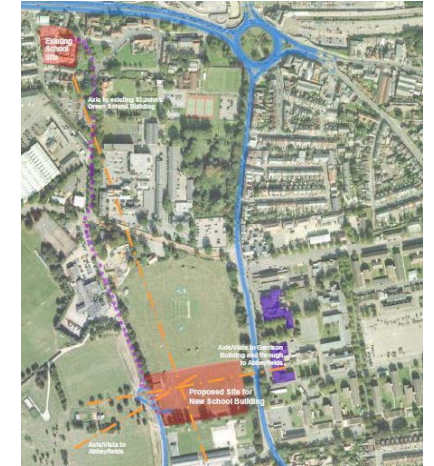 Existing
School
Site
Axis to existing St John's
Green School Building
Axis/Vista to Garrison
Building and through
to Abbeyfields
Proposed Site for
New School Building
Axis/Vista to
Abbeyfields